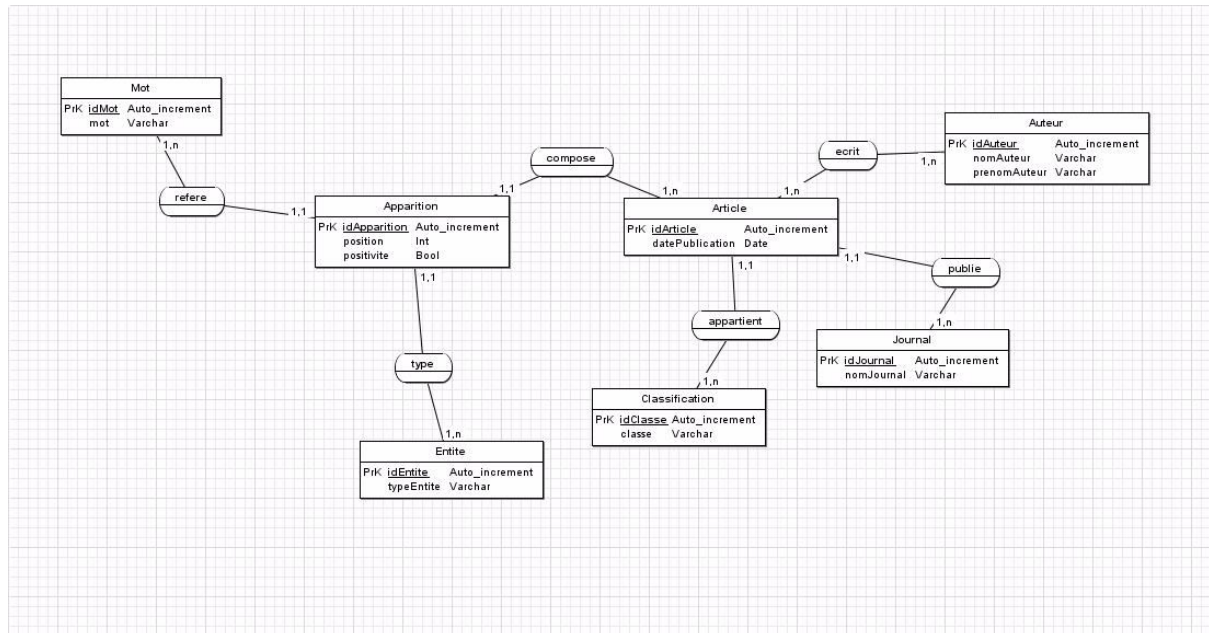 Mot
PrK idMot Auto_increment
mot Varchar
1,n
refere
1,1
compose
1,1
1,n
Apparition
PrK idApparition Auto_increment
position Int
positivite Bool
1,1
type
1,n
Entite
PrK idEntite Auto_increment
typeEntite Varchar
ecrit
1,n
1,n
Auteur
PrK idAuteur Auto_increment
nomAuteur Varchar
prenomAuteur Varchar
Article
PrK idArticle Auto_increment
datePublication Date
1,1
1,1
publie
1,n
appartient
1,n
Journal
PrK idJournal Auto_increment
nomJournal Varchar
Classification
PrK idClasse Auto_increment
classe Varchar